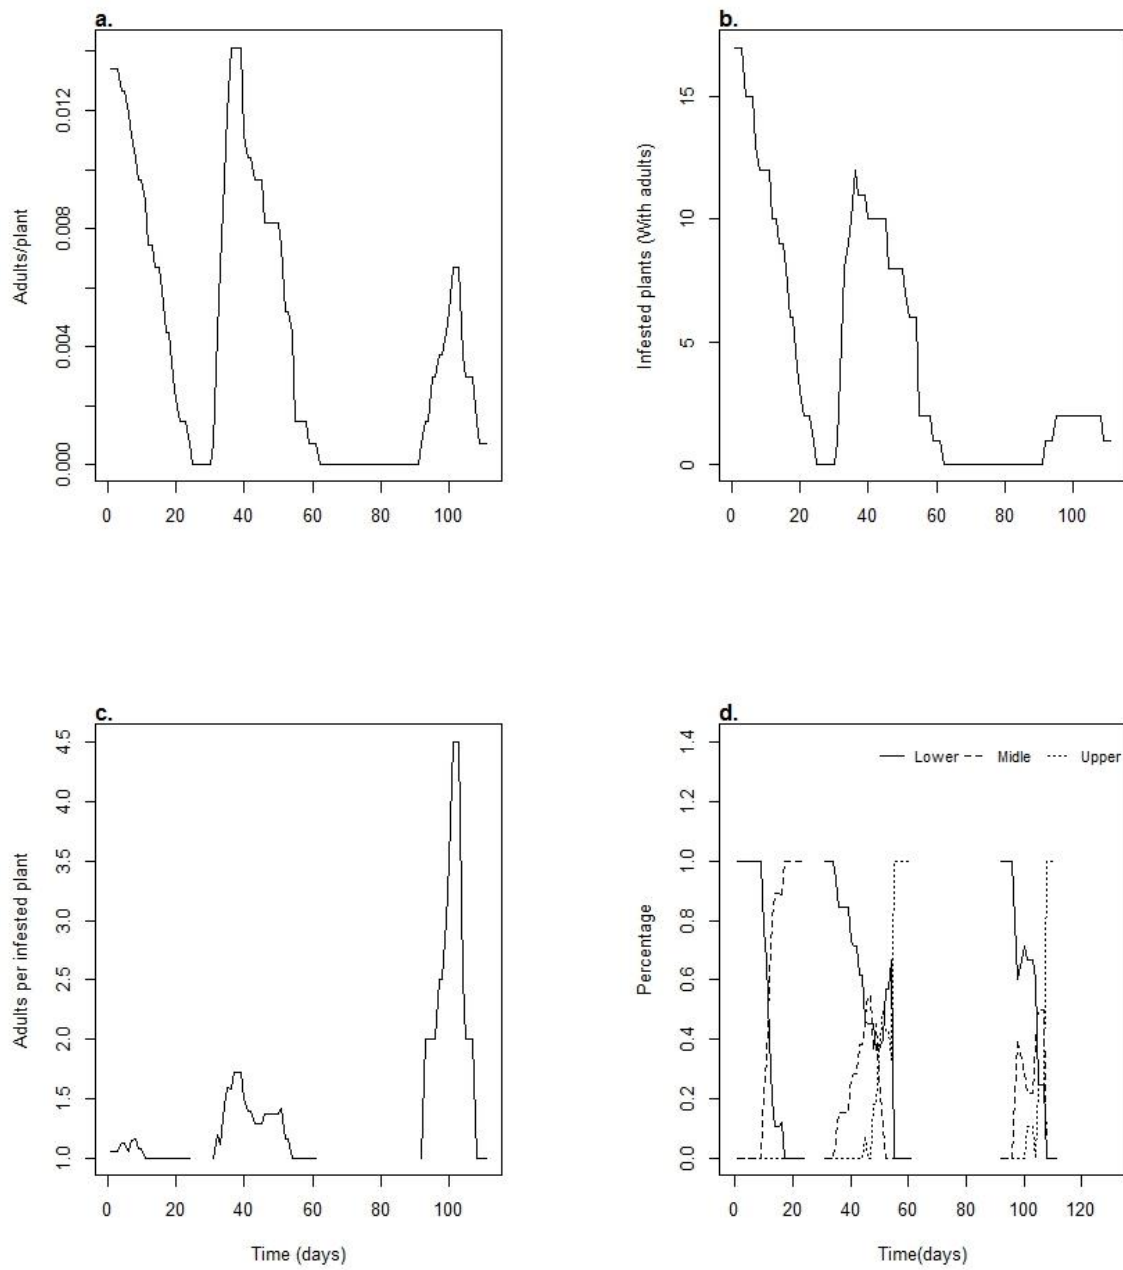 a.
Adults/plant
0.012
0.008
0.004
0.000
0 20 40 60 80 100
b.
Infested plants (With adults)
15
10
5
0
0 20 40 60 80 100
c.
Adults per infested plant
4.5
4.0
3.5
3.0
2.5
2.0
1.5
1.0
0 20 40 60 80 100
Time (days)
d.
Lower Midle Upper
Percentage
1.4
1.2
1.0
0.8
0.6
0.4
0.2
0.0
0 20 40 60 80 100 120
Time(days)